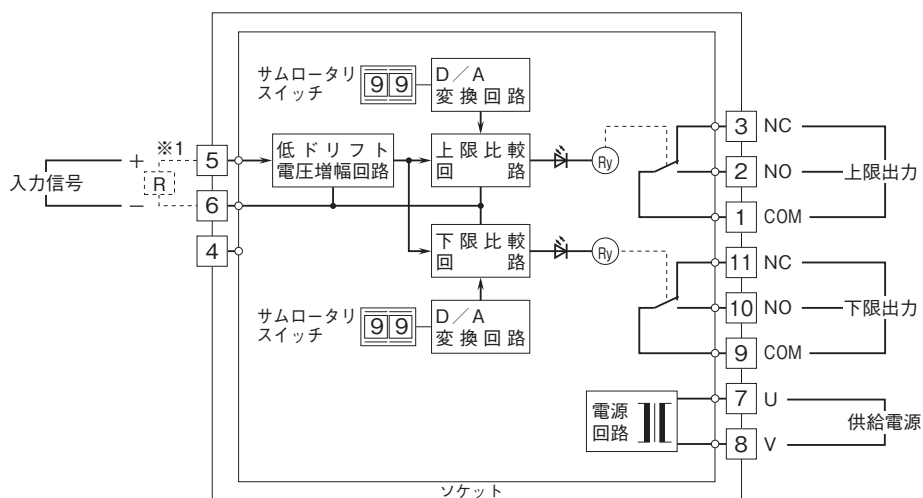 サムロータリ
スイッチ
9 9
D／A
変換回路
3 NC
※1
5
低ドリフト
電圧増幅回路
上限比較
回路
Ry
2 NO
上限出力
＋
入力信号
R
－
6
1 COM
4
下限比較
回路
Ry
11 NC
サムロータリ
スイッチ
9 9
D／A
変換回路
10 NO
下限出力
9 COM
電源
回路
7 U
供給電源
8 V
ソケット